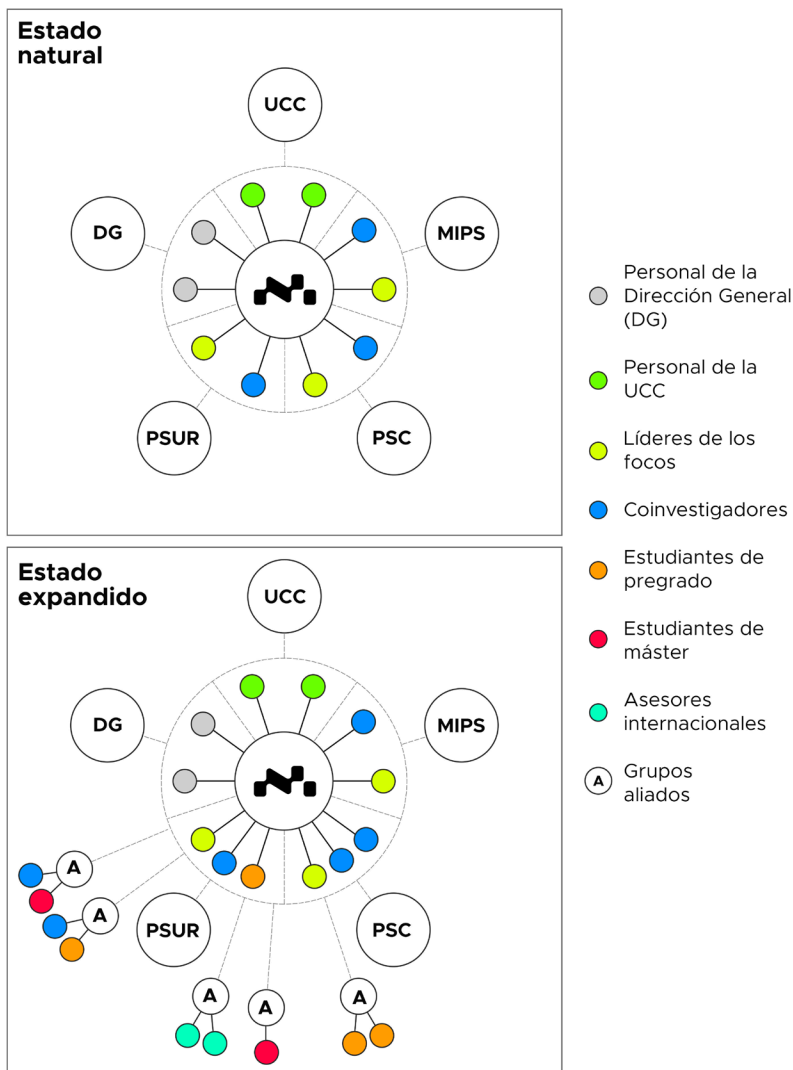 Estado
natural
UCC
DG
MIPS
PSUR
PSC
Estado
expandido
UCC
DG
MIPS
A
A
PSUR
PSC
A
A
A
Personal de la
Dirección General
(DG)
Personal de la
UCC
Líderes de los
focos
Coinvestigadores
Estudiantes de
pregrado
Estudiantes de
máster
Asesores
internacionales
A
Grupos
aliados